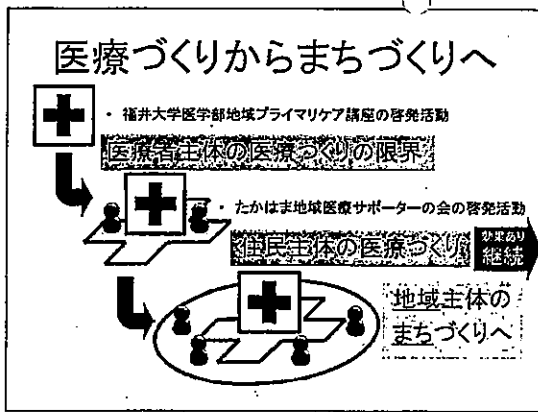 医療づくりからまちづくりへ
・ 福井大学医学部地域プライマリケア講座の啓発活動
医療者主体の医療づくりの限界
・ たかはま地域医療サポーターの会の啓発活動
住民主体の医療づくり
効果あり
継続
地域主体の
まちづくりへ